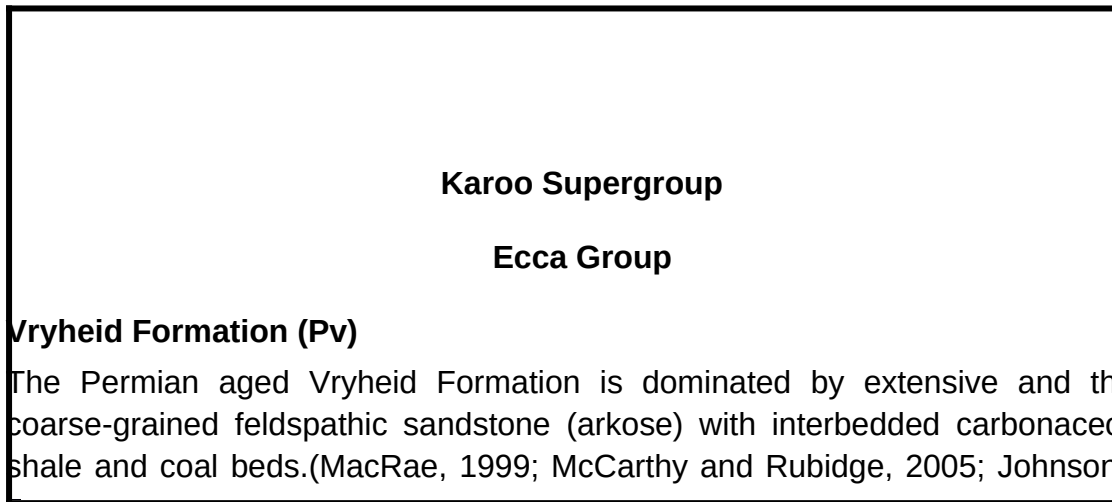 Karoo Supergroup
Ecca Group
Vryheid Formation (Pv)
The Permian aged Vryheid Formation is dominated by extensive and
coarse-grained feldspathic sandstone (arkose) with interbedded
shale and coal beds.(MacRae, 1999; McCarthy and Rubidge, 2005; Johnson